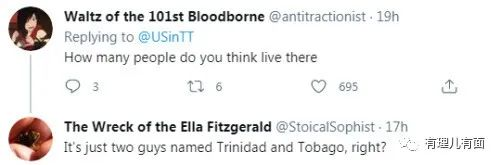 Waltz of the 101st Bloodborne @antitractionist · 19h
Replying to @USinTT
How many people do you think live there
3 6 695
The Wreck of the Ella Fitzgerald @StoicalSophist · 17h
It's just two guys named Trinidad and Tobago, right?
有理儿有面